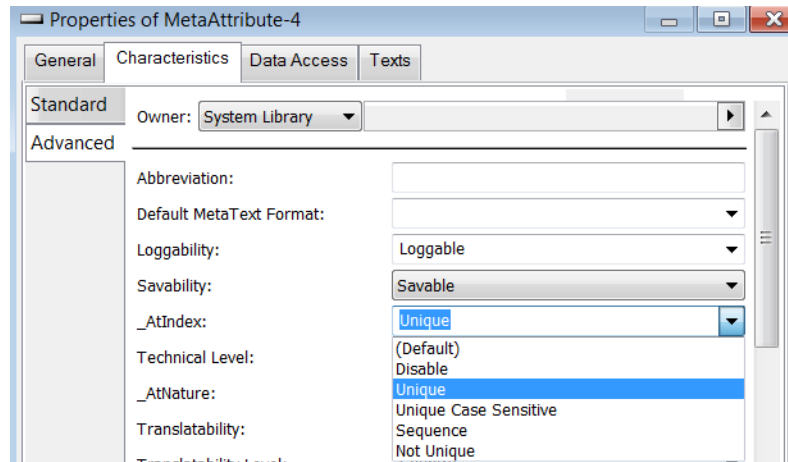 Properties of MetaAttribute-4
General Characteristics Data Access Texts
Standard
Owner: System Library
Advanced
Abbreviation:
Default MetaText Format:
Loggability: Loggable
Savability: Savable
_AtIndex: Unique
(Default)
Technical Level:
Disable
_AtNature: Unique
Unique Case Sensitive
Translatability: Sequence
Not Unique